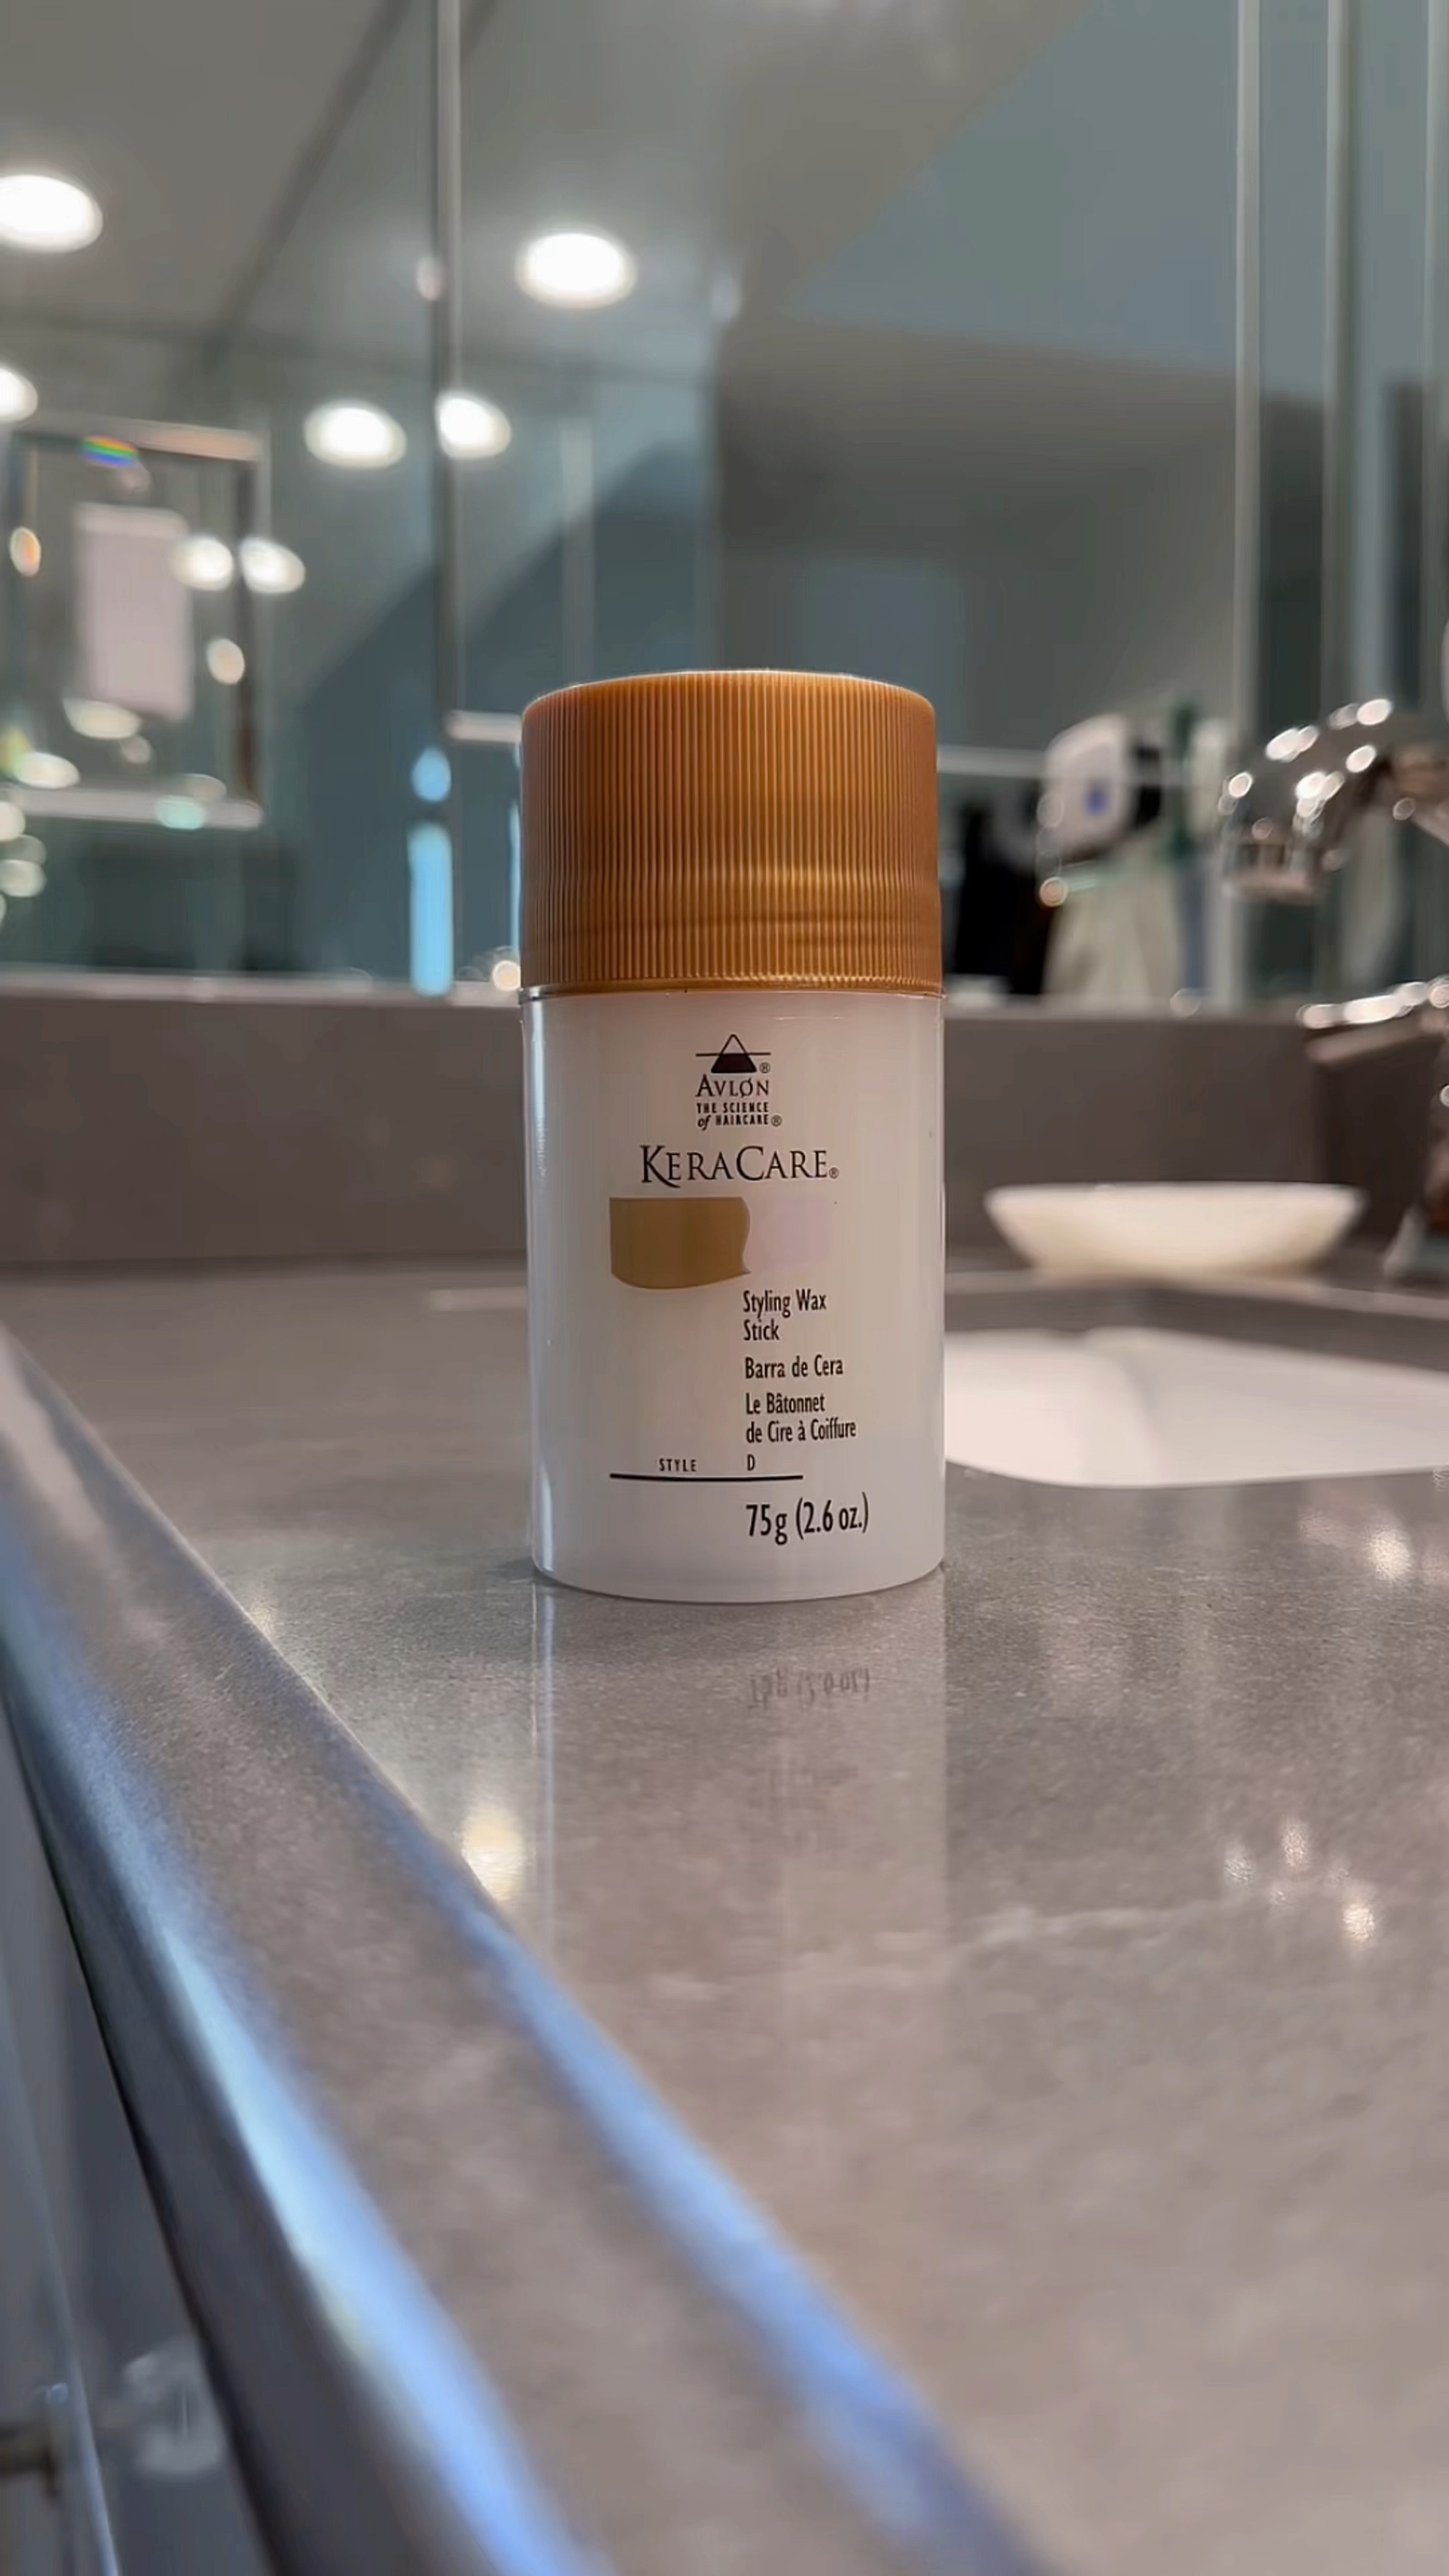 AVLØN®
THE SCIENCE
of HAIRCARE®
KERACARE®
Styling Wax
Stick
Barra de Cera
Le Bâtonnet
de Cire à Coiffure
STYLE D
75g (2.6 oz.)